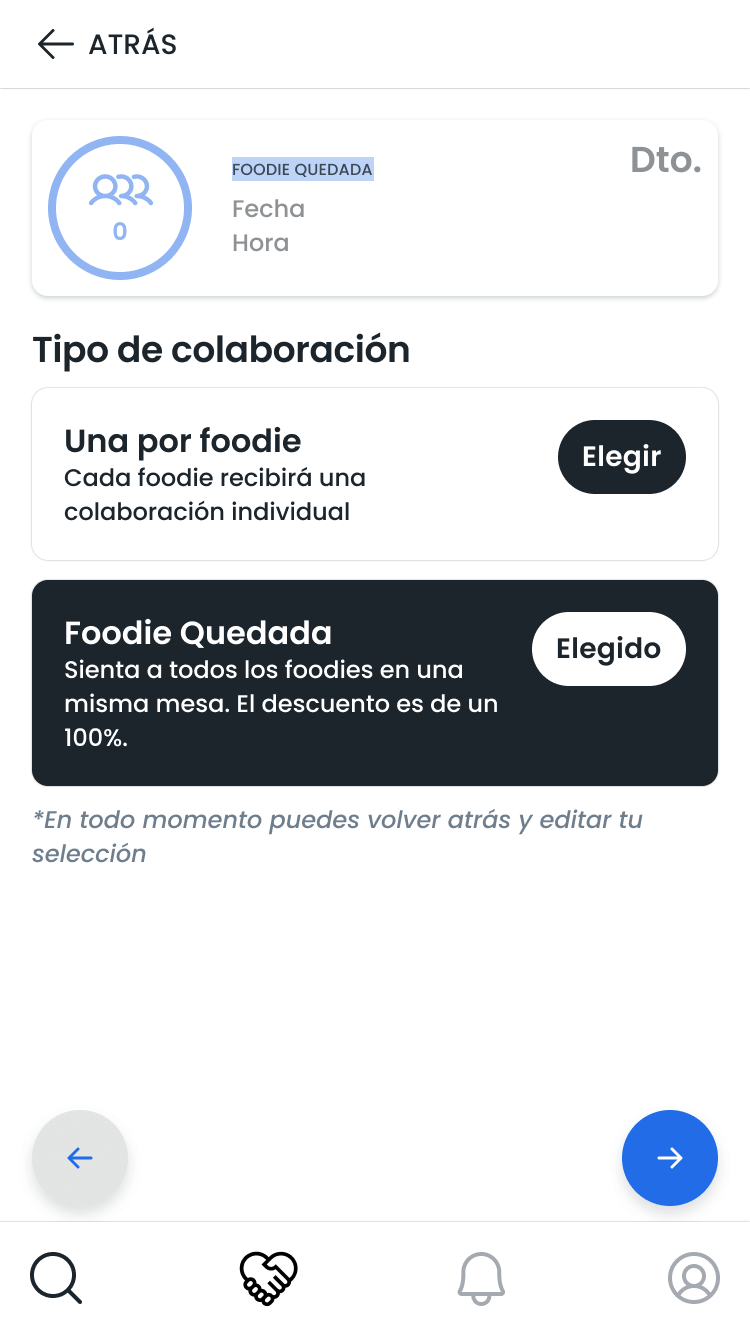 ATRÁS
FOODIE QUEDADA
Dto.
Fecha
Hora
0
Tipo de colaboración
Una por foodie
Elegir
Cada foodie recibirá una
colaboración individual
Foodie Quedada
Elegido
Sienta a todos los foodies en una
misma mesa. El descuento es de un
100%.
*En todo momento puedes volver atrás y editar tu
selección